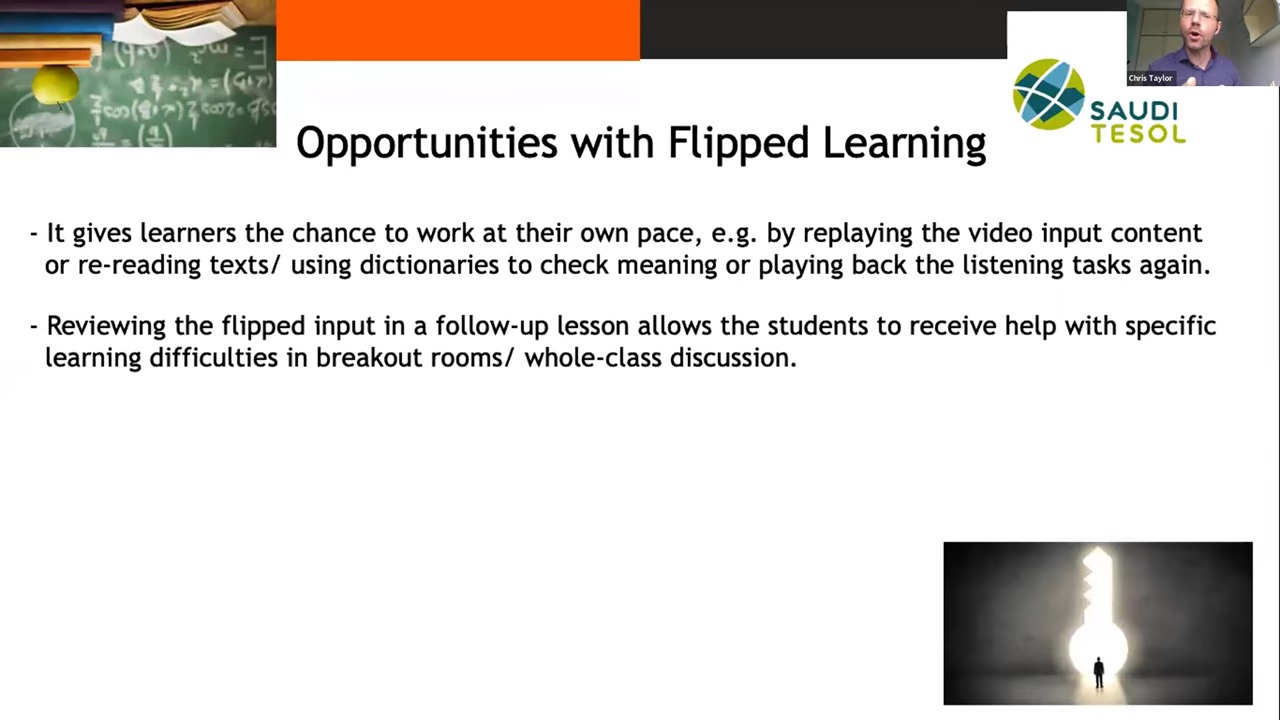 Chris Taylor
SAUDI
TESOL
Opportunities with Flipped Learning
- It gives learners the chance to work at their own pace, e.g. by replaying the video input content
or re-reading texts/ using dictionaries to check meaning or playing back the listening tasks again.
- Reviewing the flipped input in a follow-up lesson allows the students to receive help with specific
learning difficulties in breakout rooms/ whole-class discussion.